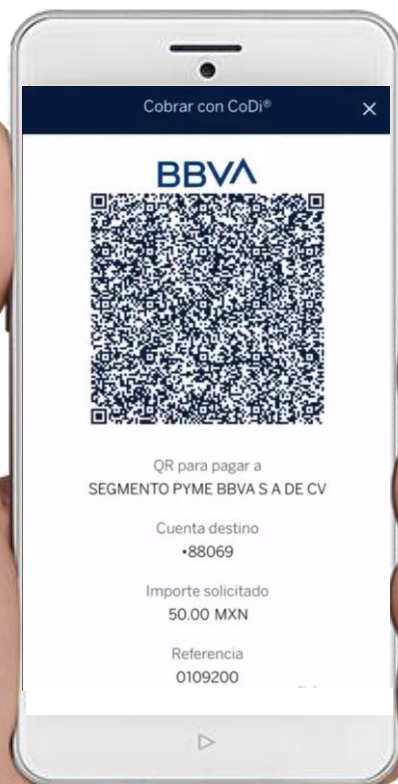 Cobrar con CoDi®
BBVA
QR para pagar a
SEGMENTO PYME BBVA S A DE CV
Cuenta destino
•88069
Importe solicitado
50.00 MXN
Referencia
0109200